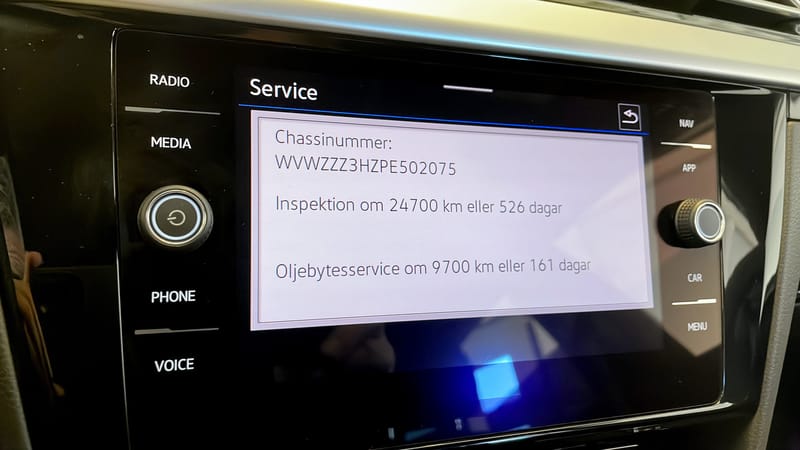 RADIO
MEDIA
PHONE
VOICE
Service
Chassinummer:
WVWZZZ3HZPE502075
Inspektion om 24700 km eller 526 dagar
Oljebytesservice om 9700 km eller 161 dagar
NAV
APP
CAR
MENU